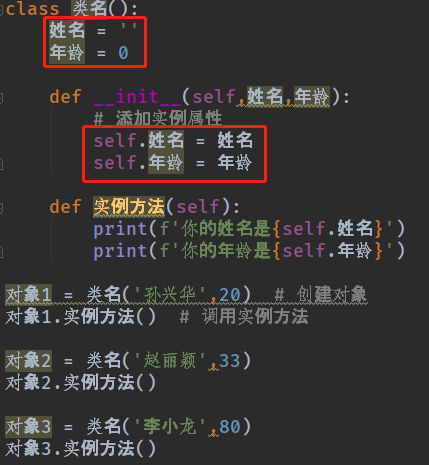 class 类名():
    姓名 = ''
    年龄 = 0
    def __init__(self,姓名,年龄):
        # 添加实例属性
        self.姓名 = 姓名
        self.年龄 = 年龄
    def 实例方法(self):
        print(f'你的姓名是{self.姓名}')
        print(f'你的年龄是{self.年龄}')
对象1 = 类名('孙兴华',20)  # 创建对象
对象1.实例方法()  # 调用实例方法
对象2 = 类名('赵丽颖',33)
对象2.实例方法()
对象3 = 类名('李小龙',80)
对象3.实例方法()